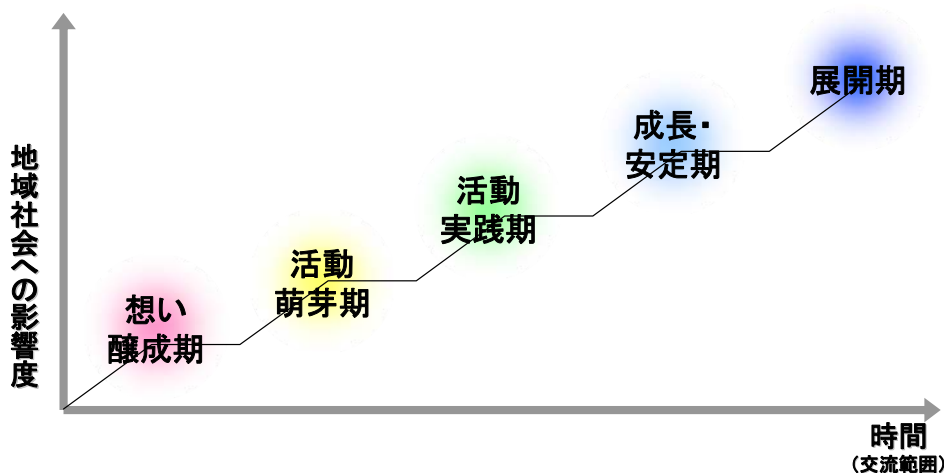 地域社会への影響度
想い
醸成期
活動
萌芽期
活動
実践期
成長・
安定期
展開期
時間
（交流範囲）